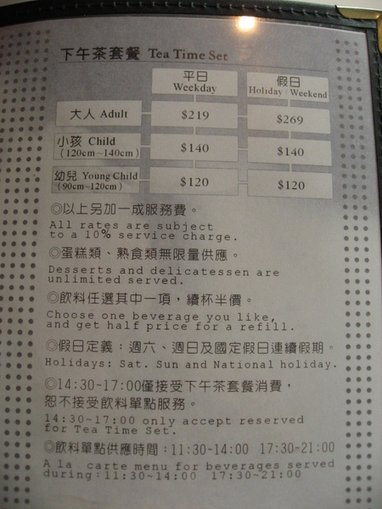 下午茶套餐 Tea Time Set
平日 假日
Weekday Holiday / Weekend
大人 Adult $219 $269
小孩 Child $140 $140
(120cm~140cm)
幼兒 Young Child $120 $120
(90cm~120cm)
◎以上另加一成服務費。
All rates are subject
to a 10% service charge.
◎蛋糕類、熟食類無限量供應。
Desserts and delicatessen are
unlimited served.
◎飲料任選其中一項，續杯半價。
Choose one beverage you like,
and get half price for a refill.
◎假日定義：週六、週日及國定假日連續假期。
Holidays: Sat. Sun and National holiday.
◎14:30~17:00僅接受下午茶套餐消費，
恕不接受飲料單點服務。
14:30~17:00 only accept reserved
for Tea Time Set.
◎飲料單點供應時間：11:30~14:00 17:30~21:00
A la carte menu for beverages served
during：11:30~14:00 17:30~21:00